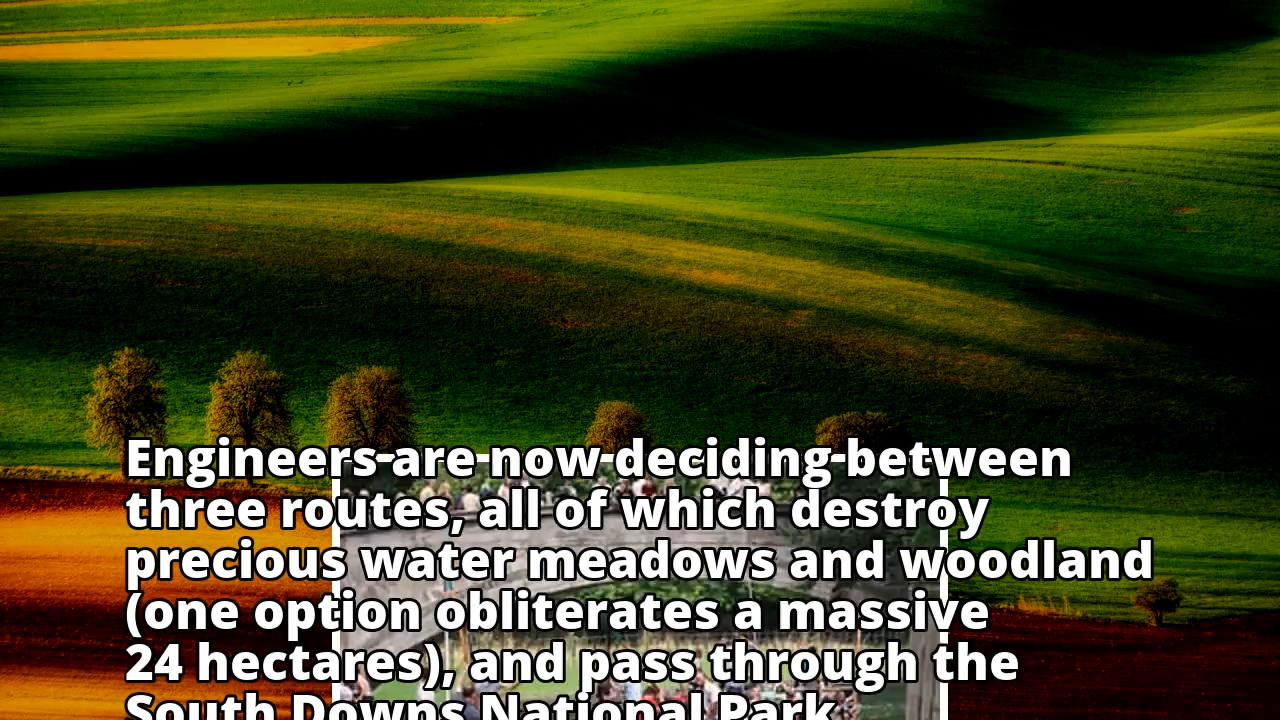 Engineers are now deciding between
three routes, all of which destroy
precious water meadows and woodland
(one option obliterates a massive
24 hectares), and pass through the
South Downs National Park